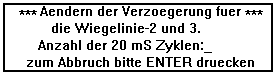 *** Aendern der Verzoegerung fuer ***
die Wiegelinie-2 und 3.
Anzahl der 20 mS Zyklen:_
zum Abbruch bitte ENTER druecken